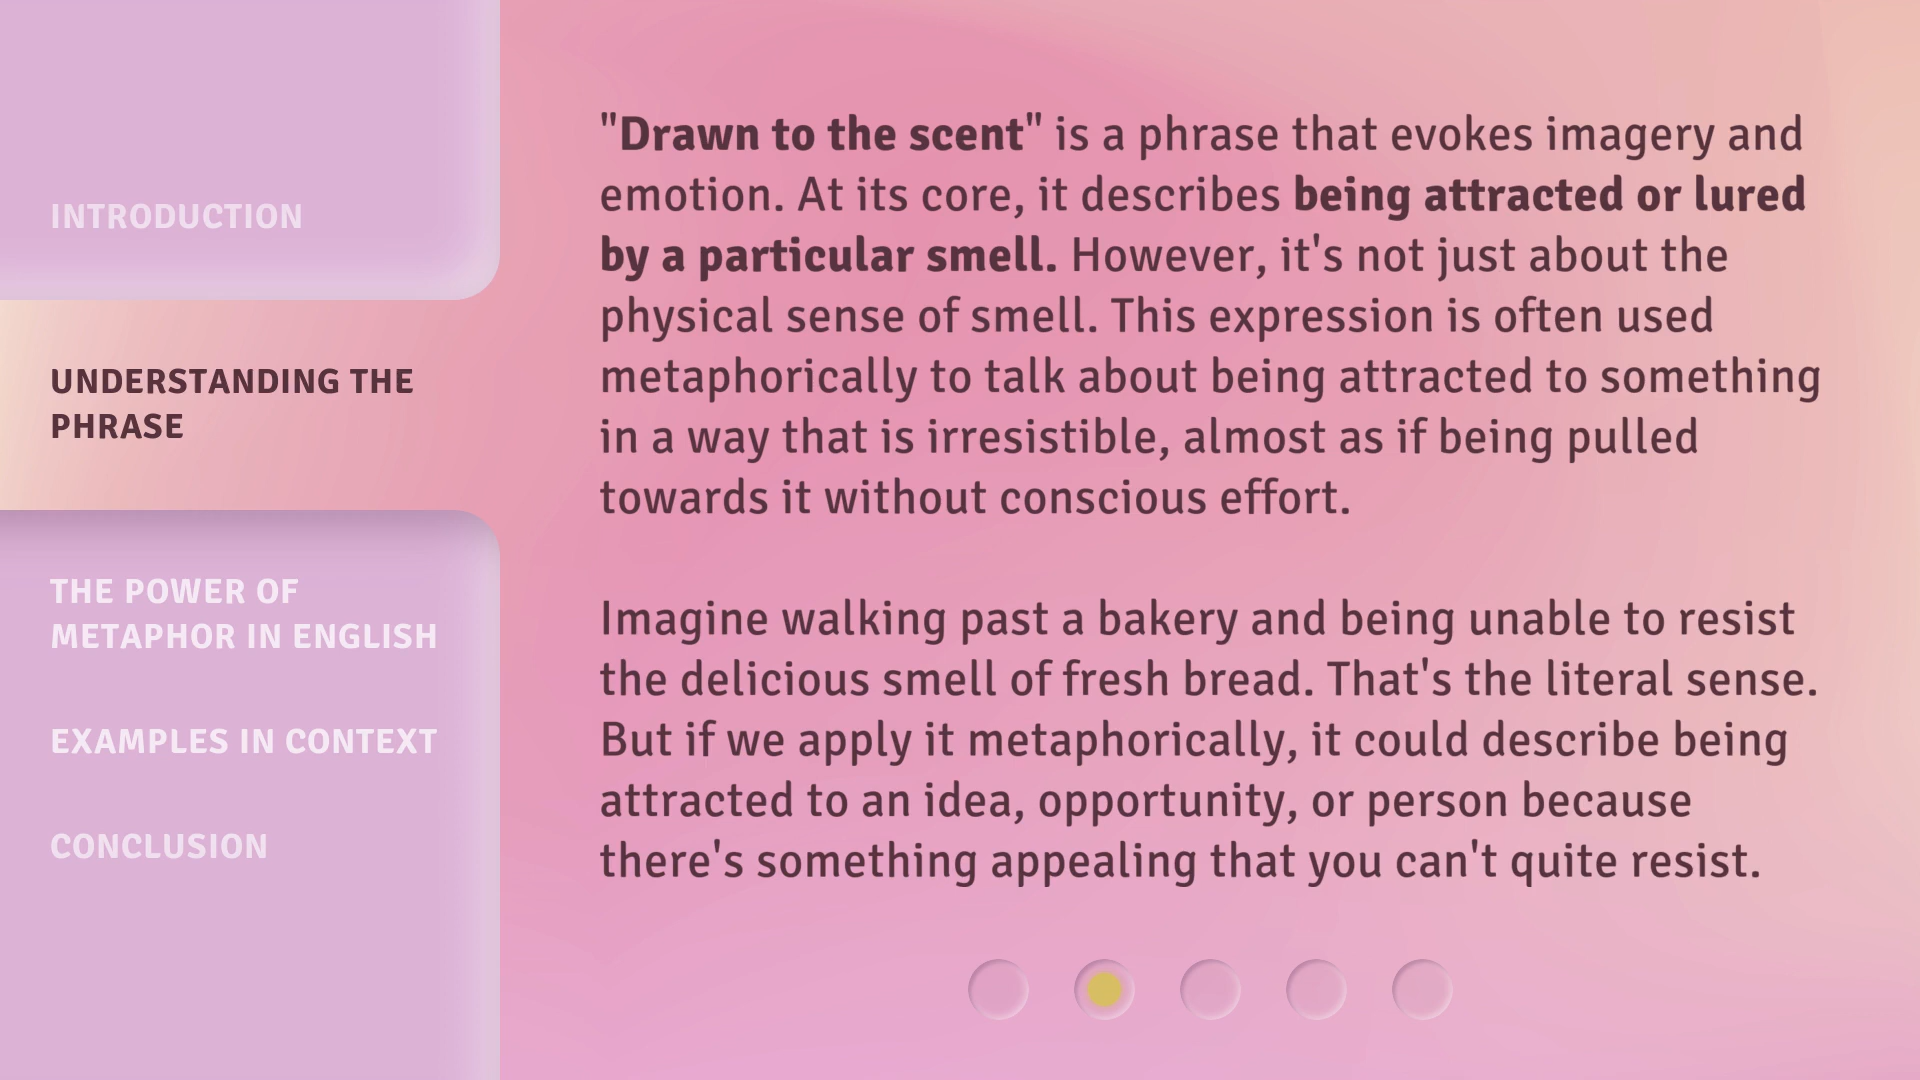 INTRODUCTION
UNDERSTANDING THE
PHRASE
THE POWER OF
METAPHOR IN ENGLISH
EXAMPLES IN CONTEXT
CONCLUSION
"Drawn to the scent" is a phrase that evokes imagery and
emotion. At its core, it describes being attracted or lured
by a particular smell. However, it's not just about the
physical sense of smell. This expression is often used
metaphorically to talk about being attracted to something
in a way that is irresistible, almost as if being pulled
towards it without conscious effort.
Imagine walking past a bakery and being unable to resist
the delicious smell of fresh bread. That's the literal sense.
But if we apply it metaphorically, it could describe being
attracted to an idea, opportunity, or person because
there's something appealing that you can't quite resist.